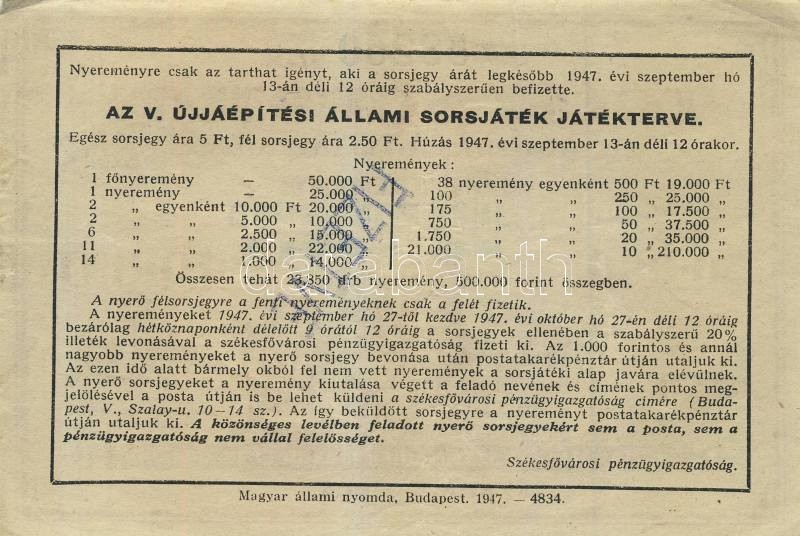 Nyereményre csak az tarthat igényt, aki a sorsjegy árát legkésőbb 1947. évi szeptember hó
13-án déli 12 óráig szabályszerűen befizette.
AZ V. ÚJJÁÉPÍTÉSI ÁLLAMI SORSJÁTÉK JÁTÉKTERVE.
Egész sorsjegy ára 5 Ft, fél sorsjegy ára 2.50 Ft. Húzás 1947. évi szeptember 13-án déli 12 órakor.
Nyeremények:
1 főnyeremény — 50.000 Ft
1 nyeremény — 25.000 „
2 „ egyenként 10.000 Ft 20.000 „
2 „ „ 5.000 „ 10.000 „
6 „ „ 2.500 „ 15.000 „
11 „ „ 2.000 „ 22.000 „
14 „ „ 1.000 „ 14.000 „
38 nyeremény egyenként 500 Ft 19.000 Ft
100 „ „ 250 „ 25.000 „
175 „ „ 100 „ 17.500 „
750 „ „ 50 „ 37.500 „
1.750 „ „ 20 „ 35.000 „
21.000 „ „ 10 „ 210.000 „
Összesen tehát 23.850 drb nyeremény, 500.000 forint összegben.
A nyerő félsorsjegyre a fenti nyereményeknek csak a felét fizetik.
A nyereményeket 1947. évi szeptember hó 27-től kezdve 1947. évi október hó 27-én déli 12 óráig
bezárólag hétköznaponként délelőtt 9 órától 12 óráig a sorsjegyek ellenében a szabályszerű 20%
illeték levonásával a székesfővárosi pénzügyigazgatóság fizeti ki. Az 1.000 forintos és annál
nagyobb nyereményeket a nyerő sorsjegy bevonása után postatakarékpénztár útján utaljuk ki.
Az ezen idő alatt bármely okból fel nem vett nyeremények a sorsjátéki alap javára elévülnek.
A nyerő sorsjegyeket a nyeremény kiutalása végett a feladó nevének és címének pontos meg-
jelölésével a posta útján is be lehet küldeni a székesfővárosi pénzügyigazgatóság címére (Buda-
pest, V., Szalay-u. 10—14 sz.). Az így beküldött sorsjegyre a nyereményt postatakarékpénztár
útján utaljuk ki. A közönséges levélben feladott nyerő sorsjegyekért sem a posta, sem a
pénzügyigazgatóság nem vállal felelősséget.
Székesfővárosi pénzügyigazgatóság.
Magyar állami nyomda, Budapest. 1947. — 4834.
darabanth